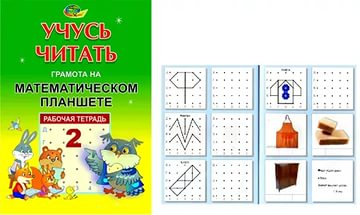 УЧУСЬ
ЧИТАТЬ
ГРАМОТА НА
МАТЕМАТИЧЕСКОМ
ПЛАНШЕТЕ
РАБОЧАЯ ТЕТРАДЬ
2